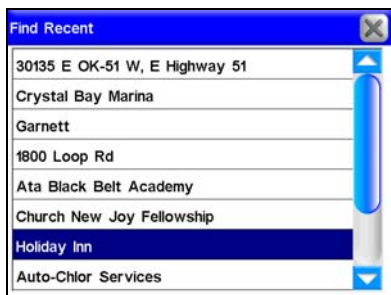 Find Recent
30135 E OK-51 W, E Highway 51
Crystal Bay Marina
Garnett
1800 Loop Rd
Ata Black Belt Academy
Church New Joy Fellowship
Holiday Inn
Auto-Chlor Services